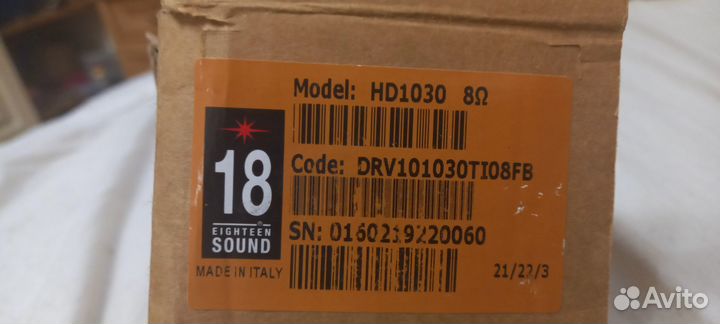 Model: HD1030 8Ω
Code: DRV101030TI08FB
18
EIGHTEEN
SOUND
®
SN: 0160219220060
MADE IN ITALY
21/22/3
Avito